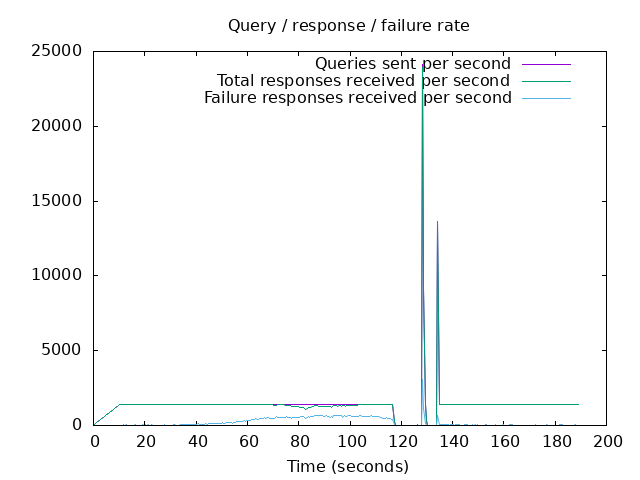 Query / response / failure rate
25000
20000
15000
10000
5000
0
Queries sent per second
Total responses received per second
Failure responses received per second
0 20 40 60 80 100 120 140 160 180 200
Time (seconds)